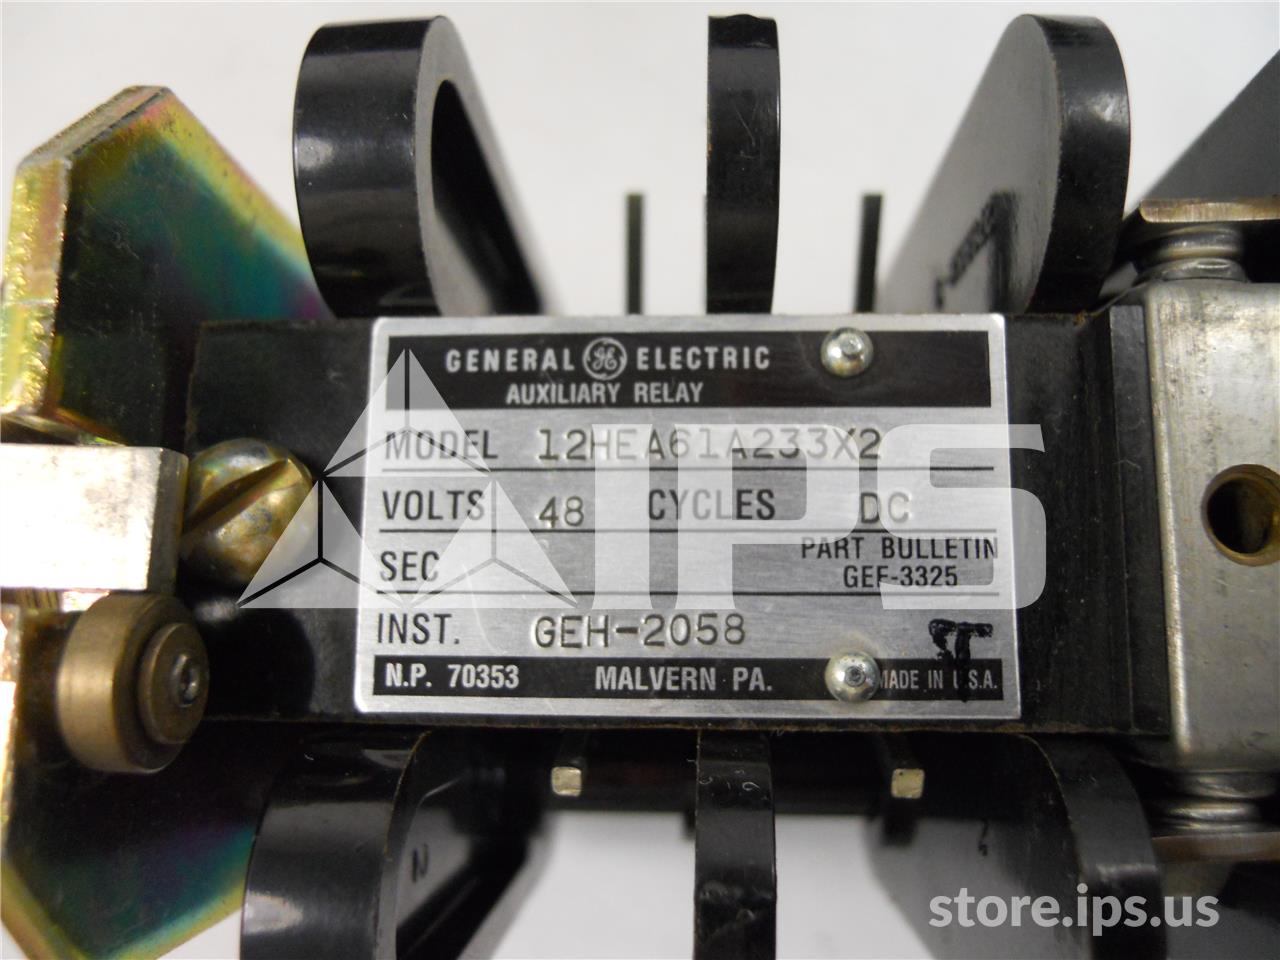 GENERAL GE ELECTRIC
AUXILIARY RELAY
MODEL 12HEA61A233X2
VOLTS 48 CYCLES DC
SEC
PART BULLETIN
GEF-3325
INST. GEH-2058
T
N.P. 70353 MALVERN PA. MADE IN U.S.A.
IPS
N
store.ips.us